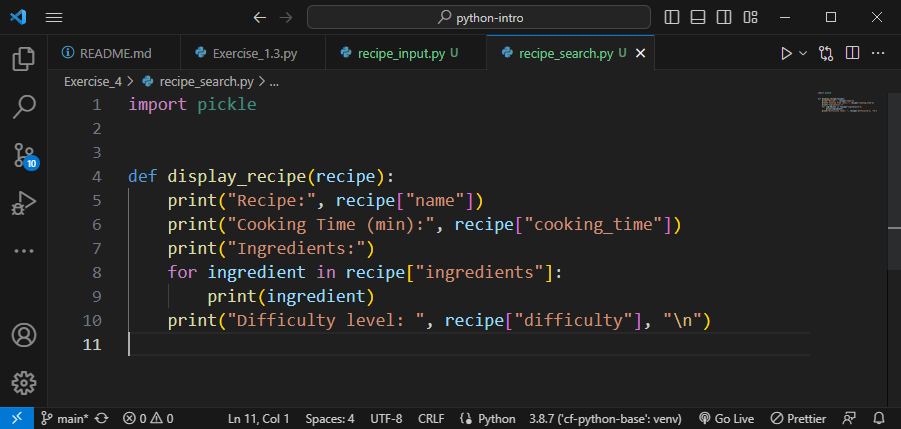 python-intro
README.md
Exercise_1.3.py
recipe_input.py U
recipe_search.py U
Exercise_4 > recipe_search.py > ...
1 import pickle
2
3
4 def display_recipe(recipe):
5 print("Recipe:", recipe["name"])
6 print("Cooking Time (min):", recipe["cooking_time"])
7 print("Ingredients:")
8 for ingredient in recipe["ingredients"]:
9 print(ingredient)
10 print("Difficulty level: ", recipe["difficulty"], "\n")
11
10
main* 0 0 Ln 11, Col 1 Spaces: 4 UTF-8 CRLF Python 3.8.7 ('cf-python-base': venv) Go Live Prettier